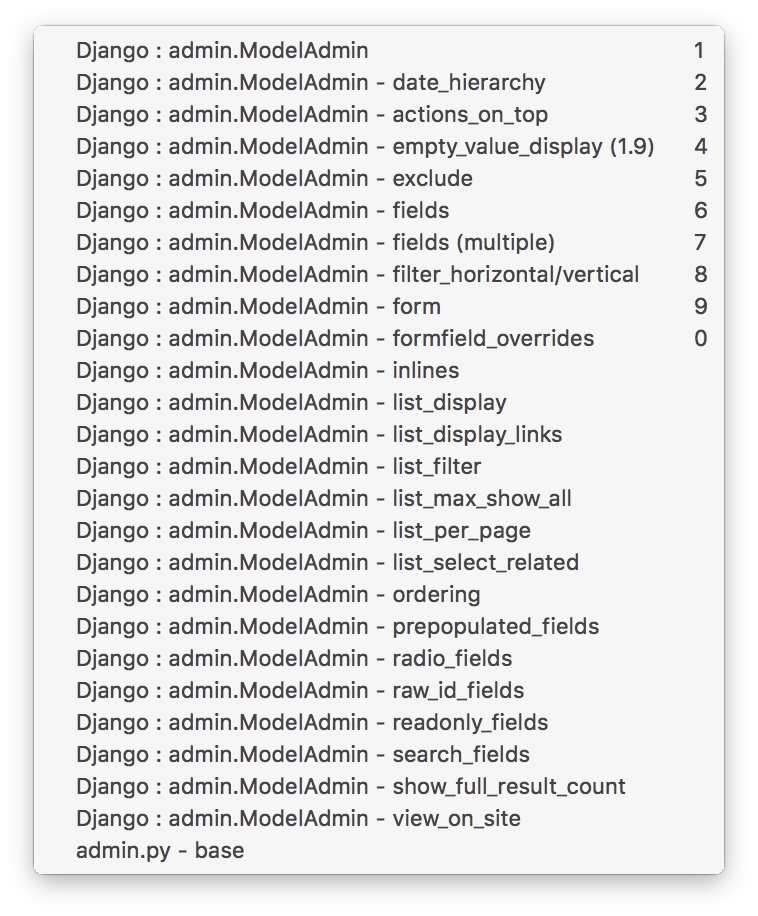 Django : admin.ModelAdmin 1
Django : admin.ModelAdmin - date_hierarchy 2
Django : admin.ModelAdmin - actions_on_top 3
Django : admin.ModelAdmin - empty_value_display (1.9) 4
Django : admin.ModelAdmin - exclude 5
Django : admin.ModelAdmin - fields 6
Django : admin.ModelAdmin - fields (multiple) 7
Django : admin.ModelAdmin - filter_horizontal/vertical 8
Django : admin.ModelAdmin - form 9
Django : admin.ModelAdmin - formfield_overrides 0
Django : admin.ModelAdmin - inlines
Django : admin.ModelAdmin - list_display
Django : admin.ModelAdmin - list_display_links
Django : admin.ModelAdmin - list_filter
Django : admin.ModelAdmin - list_max_show_all
Django : admin.ModelAdmin - list_per_page
Django : admin.ModelAdmin - list_select_related
Django : admin.ModelAdmin - ordering
Django : admin.ModelAdmin - prepopulated_fields
Django : admin.ModelAdmin - radio_fields
Django : admin.ModelAdmin - raw_id_fields
Django : admin.ModelAdmin - readonly_fields
Django : admin.ModelAdmin - search_fields
Django : admin.ModelAdmin - show_full_result_count
Django : admin.ModelAdmin - view_on_site
admin.py - base